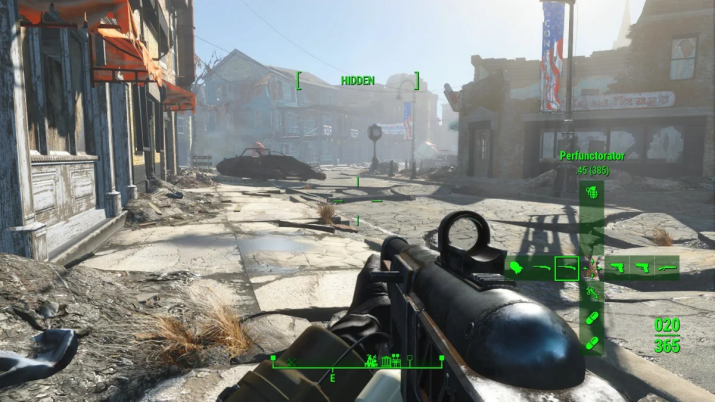 HIDDEN
Perfunctorator
.45 (385)
020
365
E